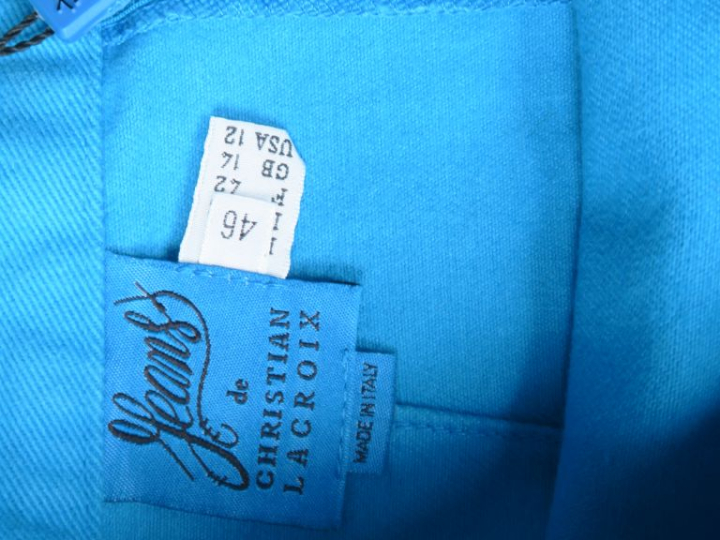 Jeans
de
CHRISTIAN
LACROIX
MADE IN ITALY
46
I
F 42
GB 14
USA 12